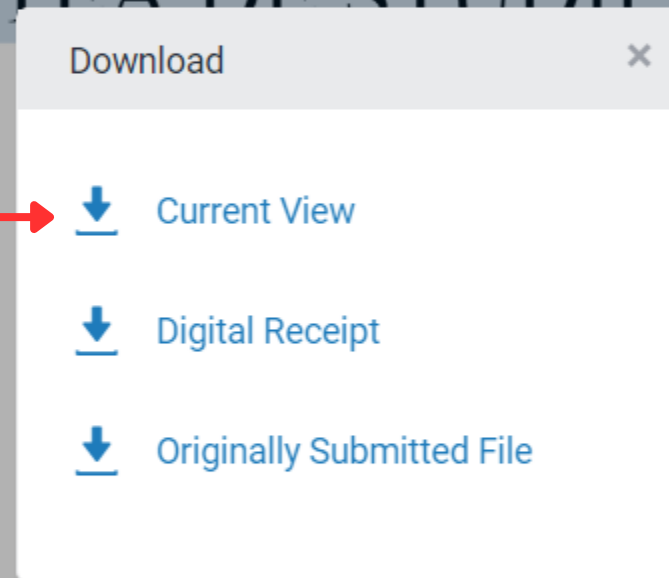 Download
×
Current View
Digital Receipt
Originally Submitted File